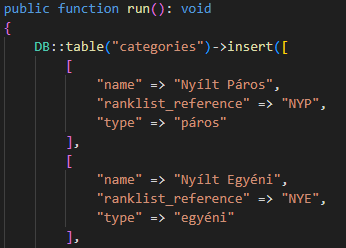 public function run(): void
{
    DB::table("categories")->insert([
        [
            "name" => "Nyílt Páros",
            "ranklist_reference" => "NYP",
            "type" => "páros"
        ],
        [
            "name" => "Nyílt Egyéni",
            "ranklist_reference" => "NYE",
            "type" => "egyéni"
        ],